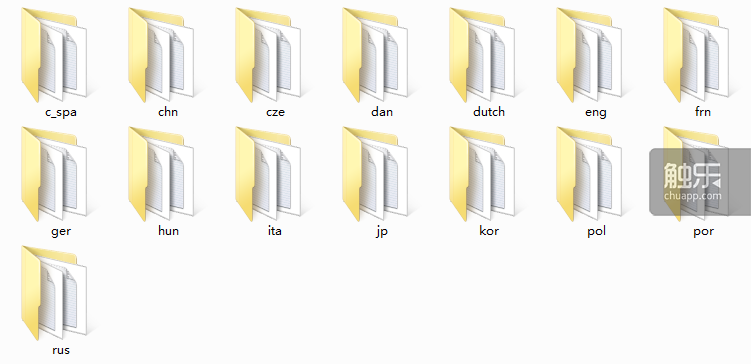 c_spa
chn
cze
dan
dutch
eng
frn
ger
hun
ita
jp
kor
pol
por
触乐
chuapp.com
rus